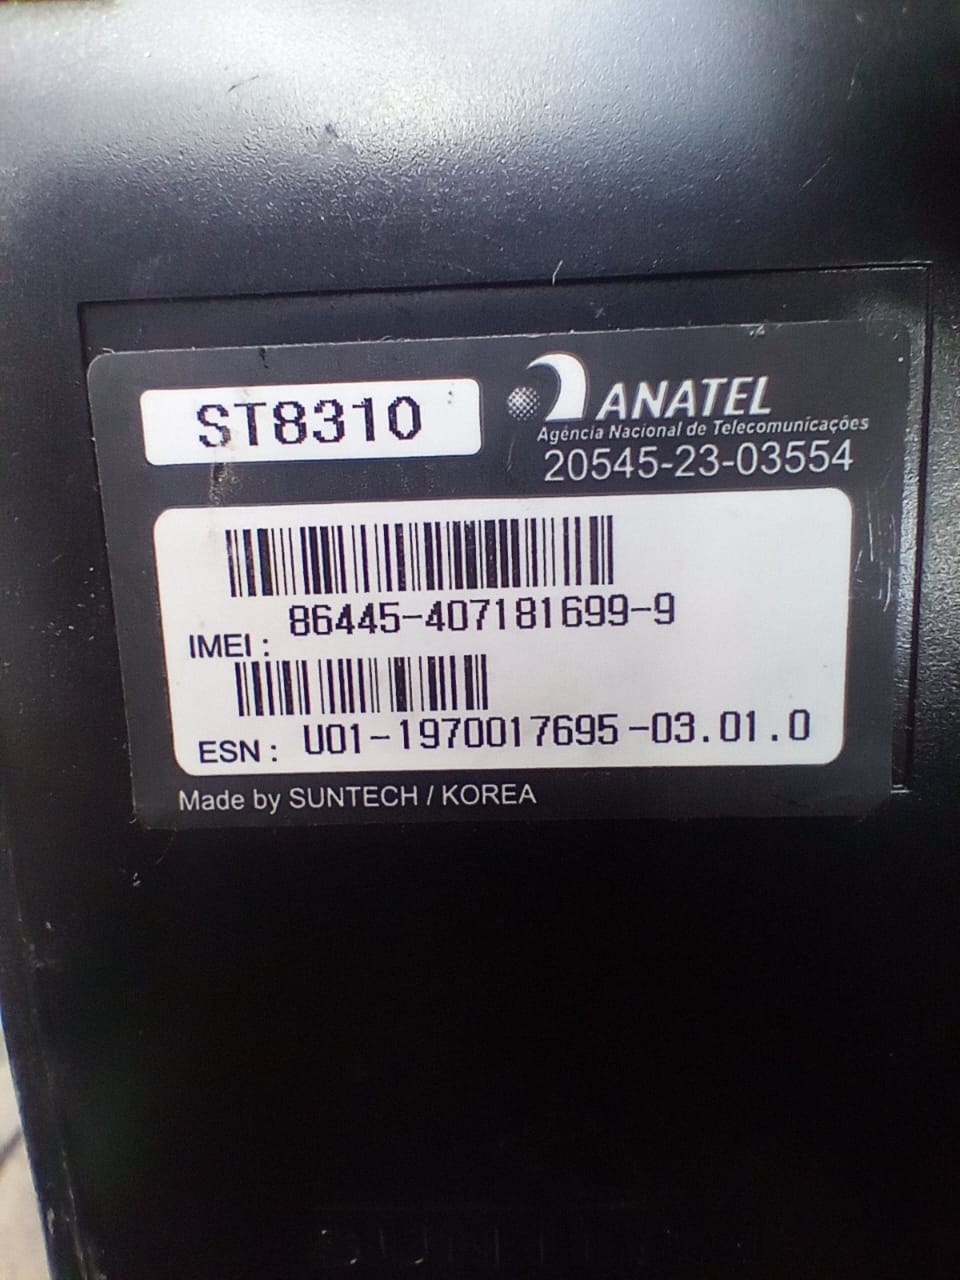 ST8310
ANATEL
Agência Nacional de Telecomunicações
20545-23-03554
86445-407181699-9
IMEI :
U01-1970017695-03.01.0
ESN :
Made by SUNTECH / KOREA
SUNTECH